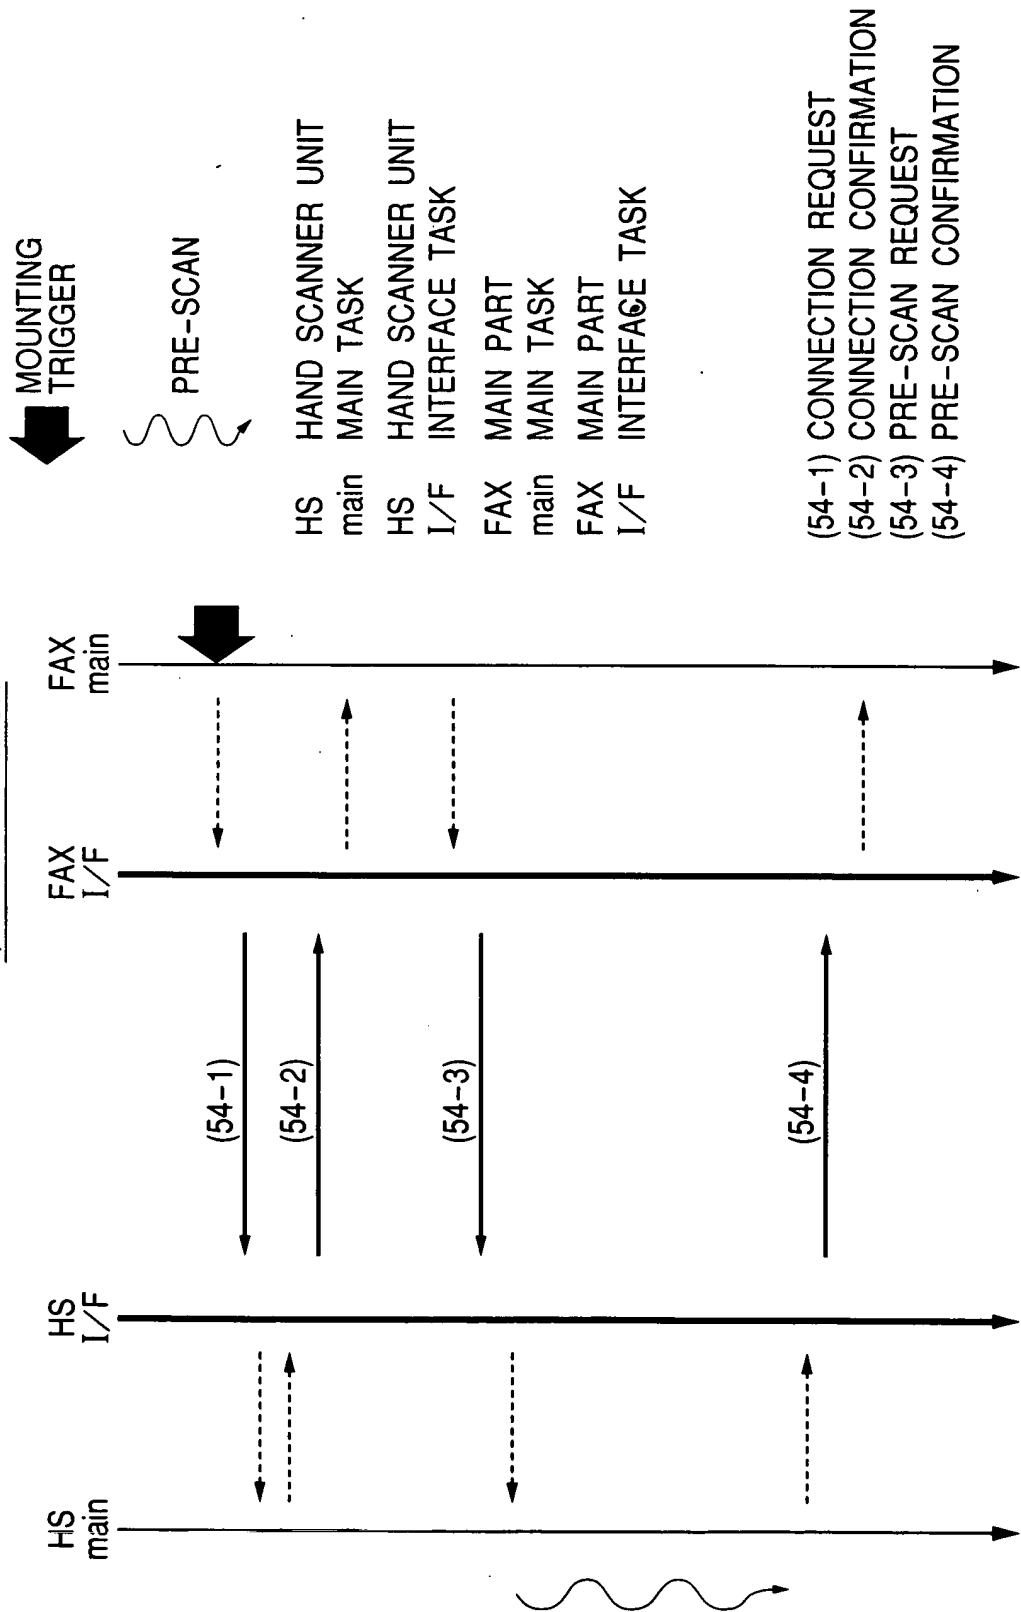 HS
main
HS
I/F
FAX
I/F
FAX
main
(54-1)
(54-2)
(54-3)
(54-4)
MOUNTING
TRIGGER
PRE-SCAN
HS HAND SCANNER UNIT
main MAIN TASK
HS HAND SCANNER UNIT
I/F INTERFACE TASK
FAX MAIN PART
main MAIN TASK
FAX MAIN PART
I/F INTERFACE TASK
(54-1) CONNECTION REQUEST
(54-2) CONNECTION CONFIRMATION
(54-3) PRE-SCAN REQUEST
(54-4) PRE-SCAN CONFIRMATION